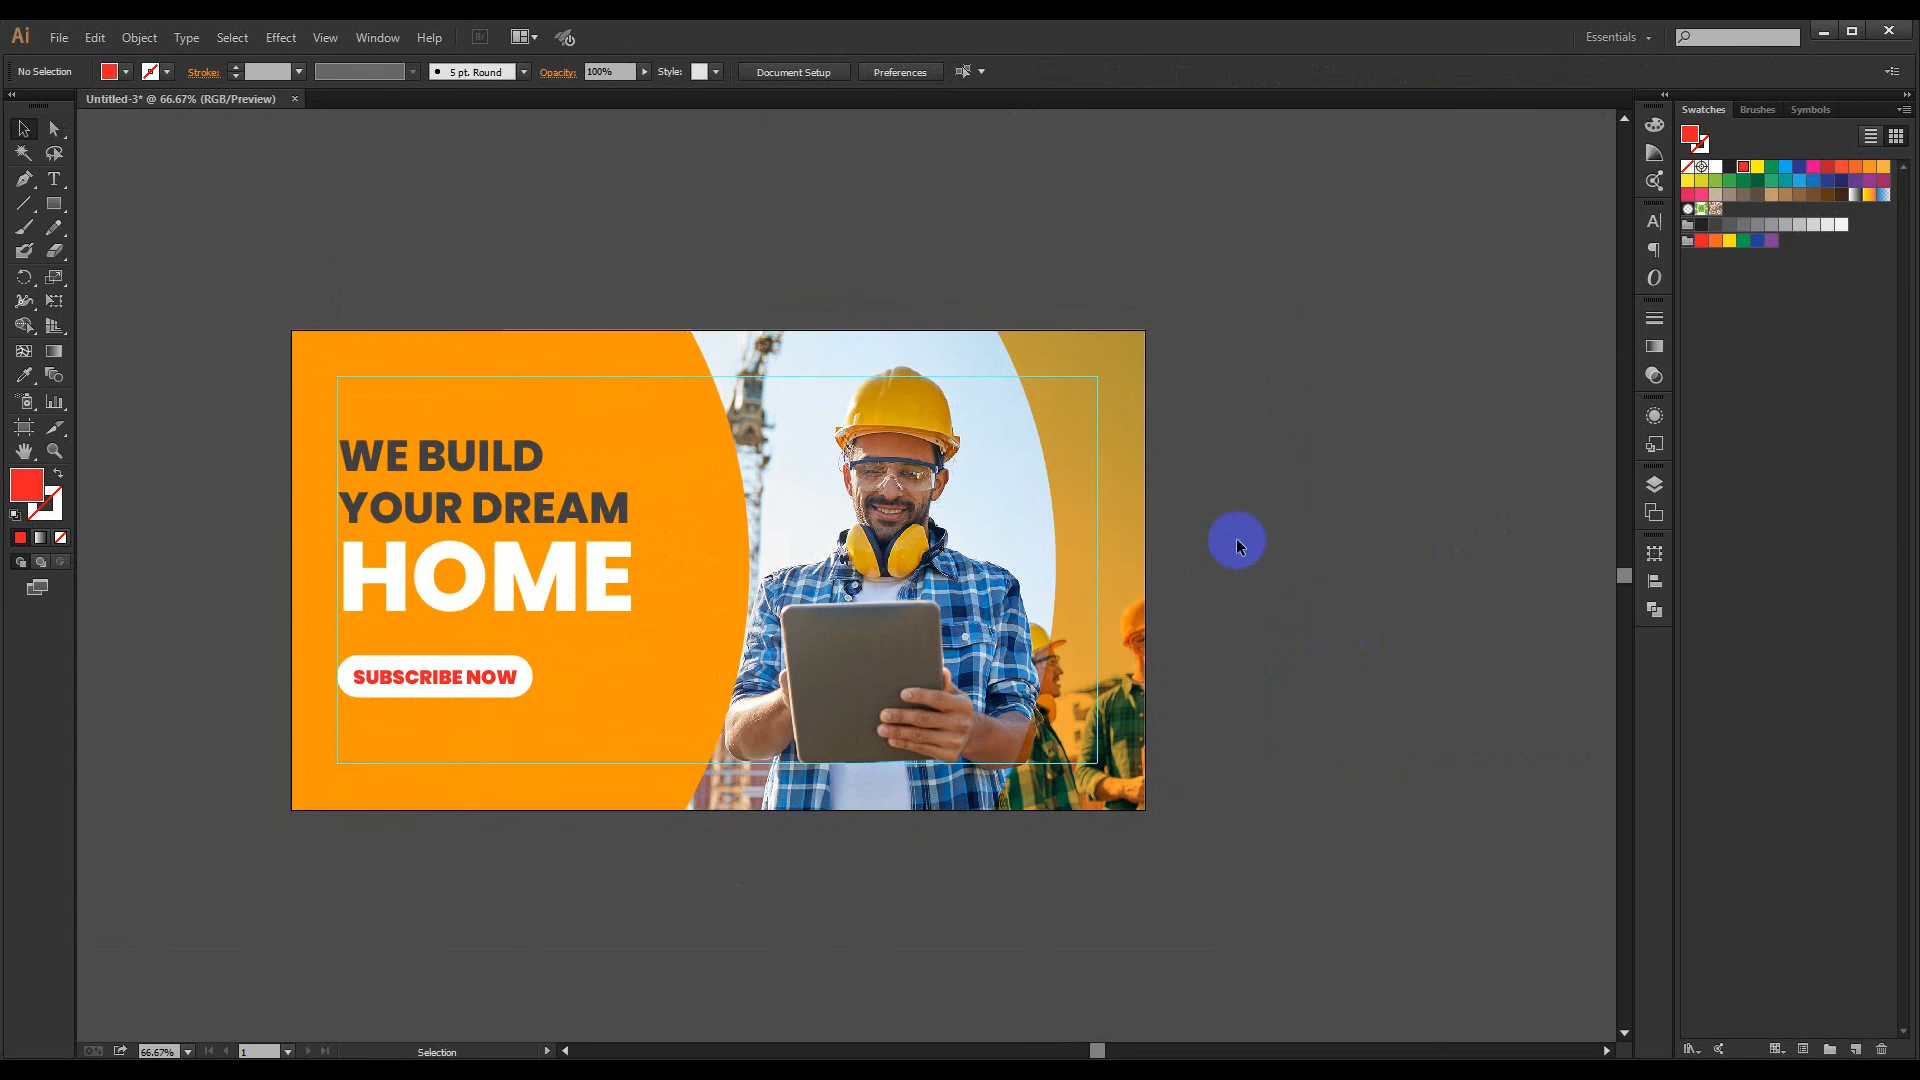 Ai File Edit Object Type Select Effect View Window Help Br Essentials
No Selection Stroke: 5 pt. Round Opacity: 100% Style: Document Setup Preferences
Untitled-3* @ 66.67% (RGB/Preview)
Swatches Brushes Symbols
WE BUILD
YOUR DREAM
HOME
SUBSCRIBE NOW
66.67% 1 Selection